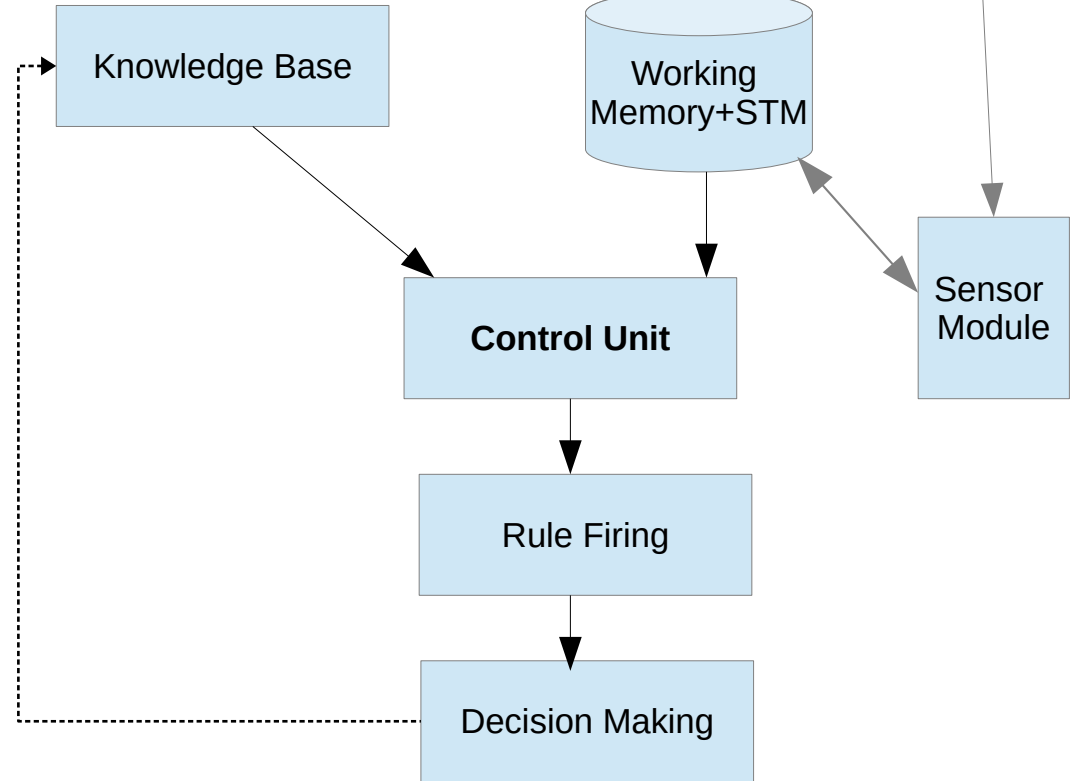 Knowledge Base
Working
Memory+STM
Sensor
Module
Control Unit
Rule Firing
Decision Making